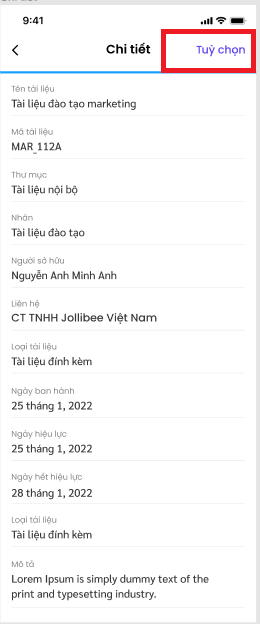 9:41
Chi tiết
Tuỳ chọn
Tên tài liệu
Tài liệu đào tạo marketing
Mã tài liệu
MAR_112A
Thư mục
Tài liệu nội bộ
Nhãn
Tài liệu đào tạo
Người sở hữu
Nguyễn Anh Minh Anh
Liên hệ
CT TNHH Jollibee Việt Nam
Loại tài liệu
Tài liệu đính kèm
Ngày ban hành
25 tháng 1, 2022
Ngày hiệu lực
25 tháng 1, 2022
Ngày hết hiệu lực
28 tháng 1, 2022
Loại tài liệu
Tài liệu đính kèm
Mô tả
Lorem Ipsum is simply dummy text of the
print and typesetting industry.